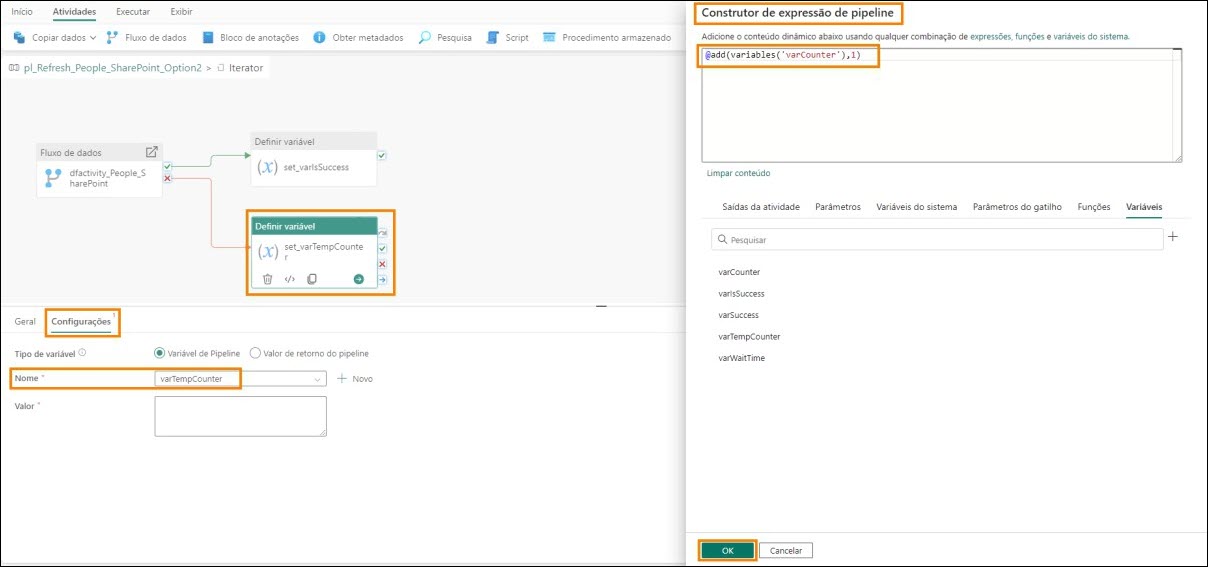 Início Atividades Executar Exibir
Copiar dados Fluxo de dados Bloco de anotações Obter metadados Pesquisa Script Procedimento armazenado
pl_Refresh_People_SharePoint_Option2 > Iterator
Fluxo de dados
dfactivity_People_S
harePoint
Definir variável
(x) set_varIsSuccess
Definir variável
(x) set_varTempCounte
r
Geral Configurações 1
Tipo de variável Variável de Pipeline Valor de retorno do pipeline
Nome * varTempCounter Novo
Valor *
Construtor de expressão de pipeline
Adicione o conteúdo dinâmico abaixo usando qualquer combinação de expressões, funções e variáveis do sistema.
@add(variables('varCounter'),1)
Limpar conteúdo
Saídas da atividade Parâmetros Variáveis do sistema Parâmetros do gatilho Funções Variáveis
Pesquisar
varCounter
varIsSuccess
varSuccess
varTempCounter
varWaitTime
OK Cancelar